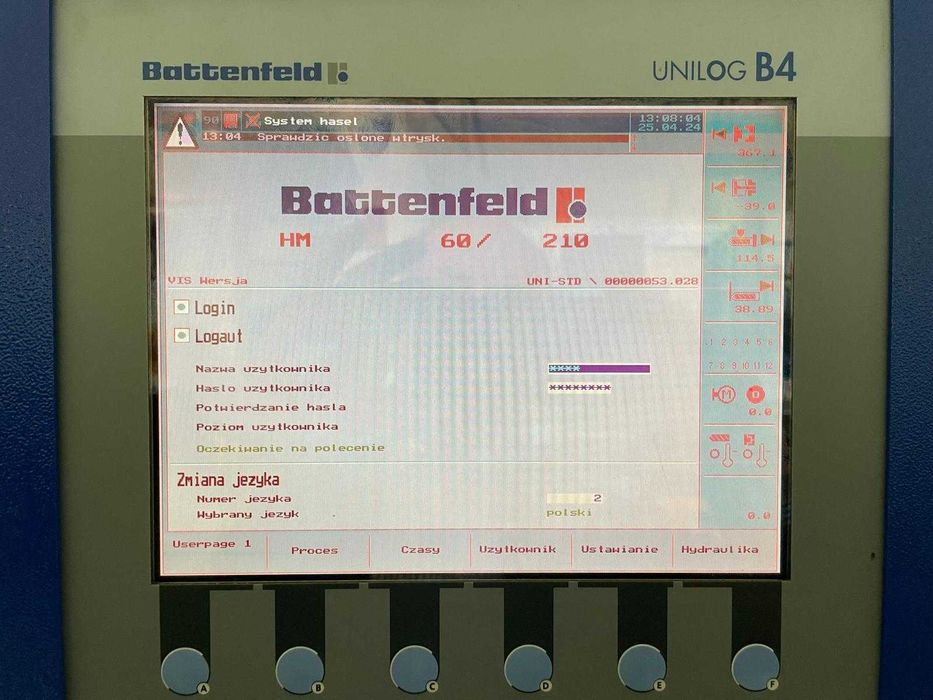 Battenfeld
UNILOG B4
90 System hasel
13:08:04
13:04 Sprawdzic oslone wtrysk.
25.04.24
367.1
Battenfeld
-39.0
HM 60/ 210
114.5
VIS Wersja UNI-STD \ 00000053.028
38.89
Login
Logaut
1 2 3 4 5 6
Nazwa uzytkownika ****
7 8 9 10 11 12
Haslo uzytkownika ********
M
0.0
Potwierdzanie hasla
Poziom uzytkownika
Oczekiwanie na polecenie
Zmiana jezyka
Numer jezyka 2
Wybrany jezyk polski
0.0
Userpage 1 Proces Czasy Uzytkownik Ustawianie Hydraulika
A B C D E F